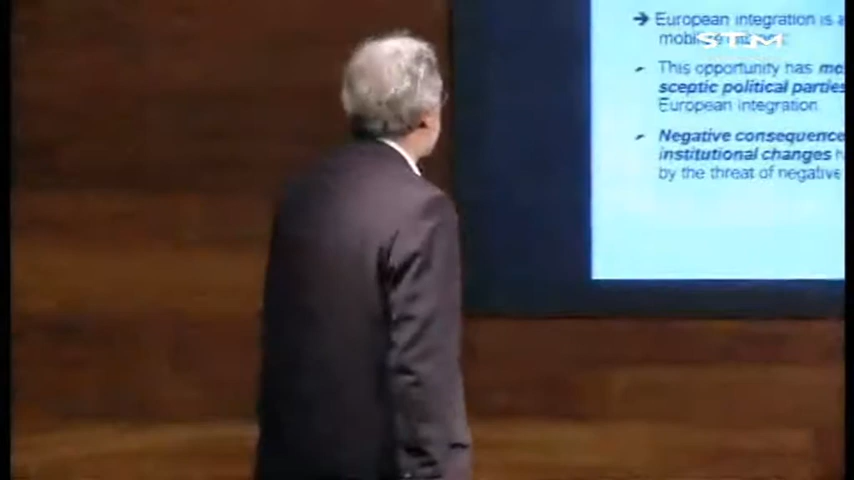 ➔ European integration is a
STM
This opportunity has
sceptic political parties
European integration.
Negative consequence
institutional changes
by the threat of negative